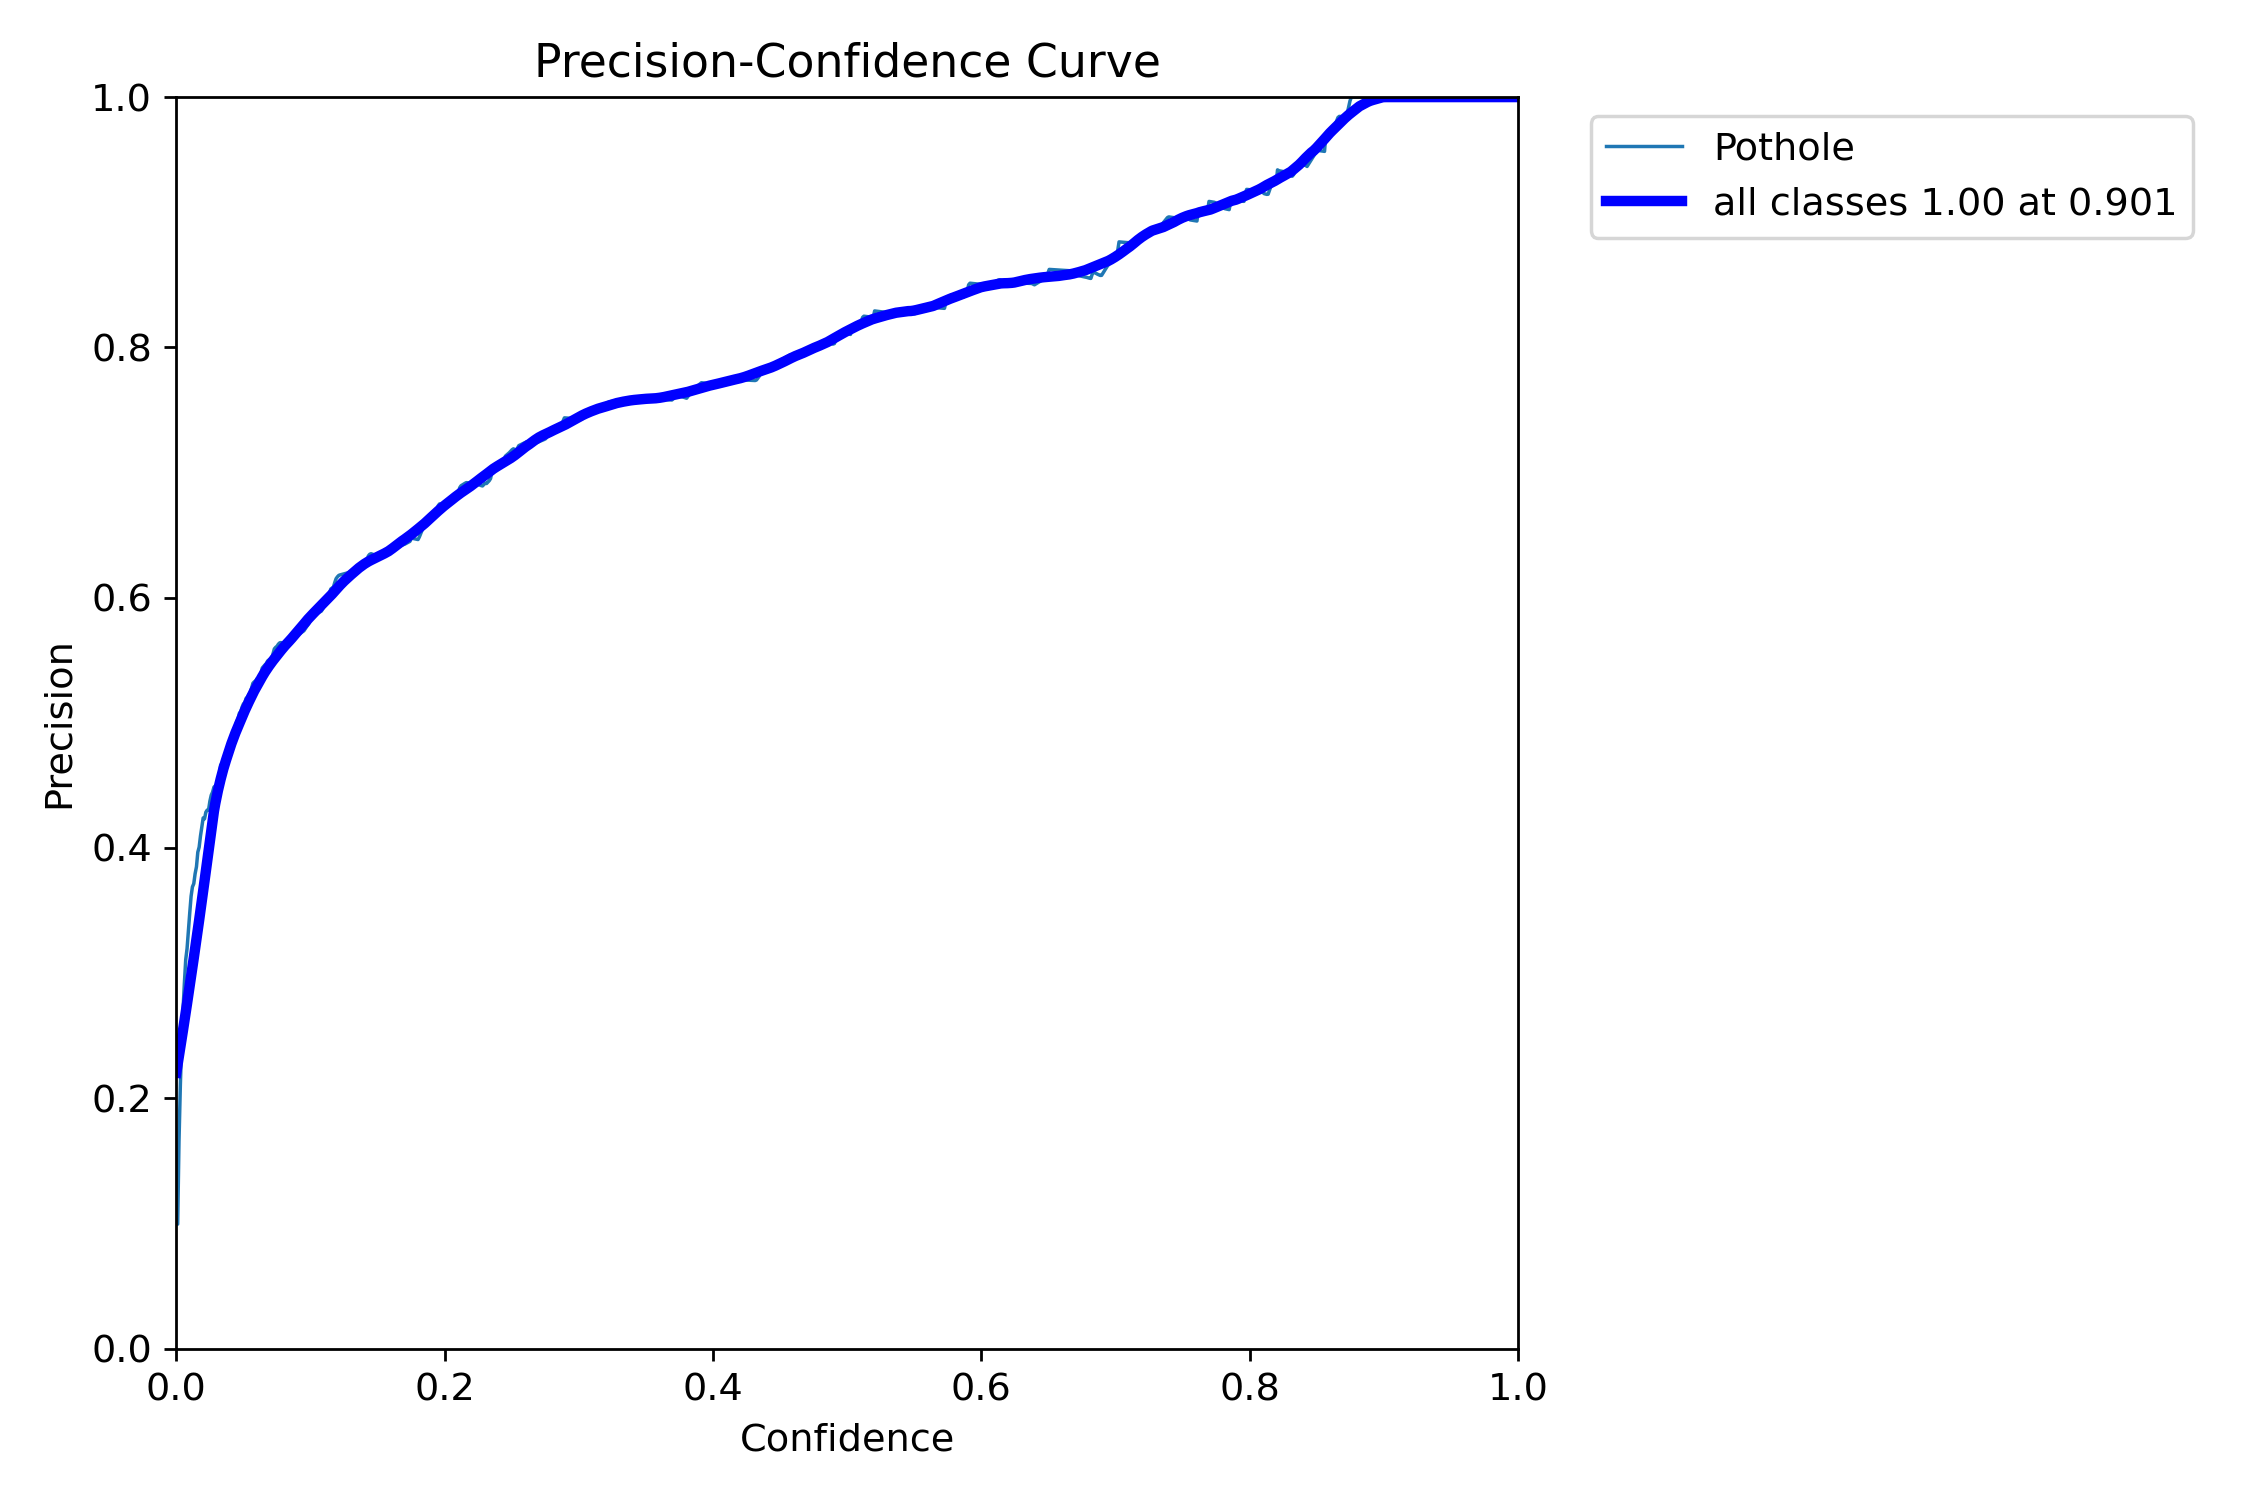 Precision-Confidence Curve
1.0
0.8
0.6
0.4
0.2
0.0
Precision
0.0 0.2 0.4 0.6 0.8 1.0
Confidence
Pothole
all classes 1.00 at 0.901